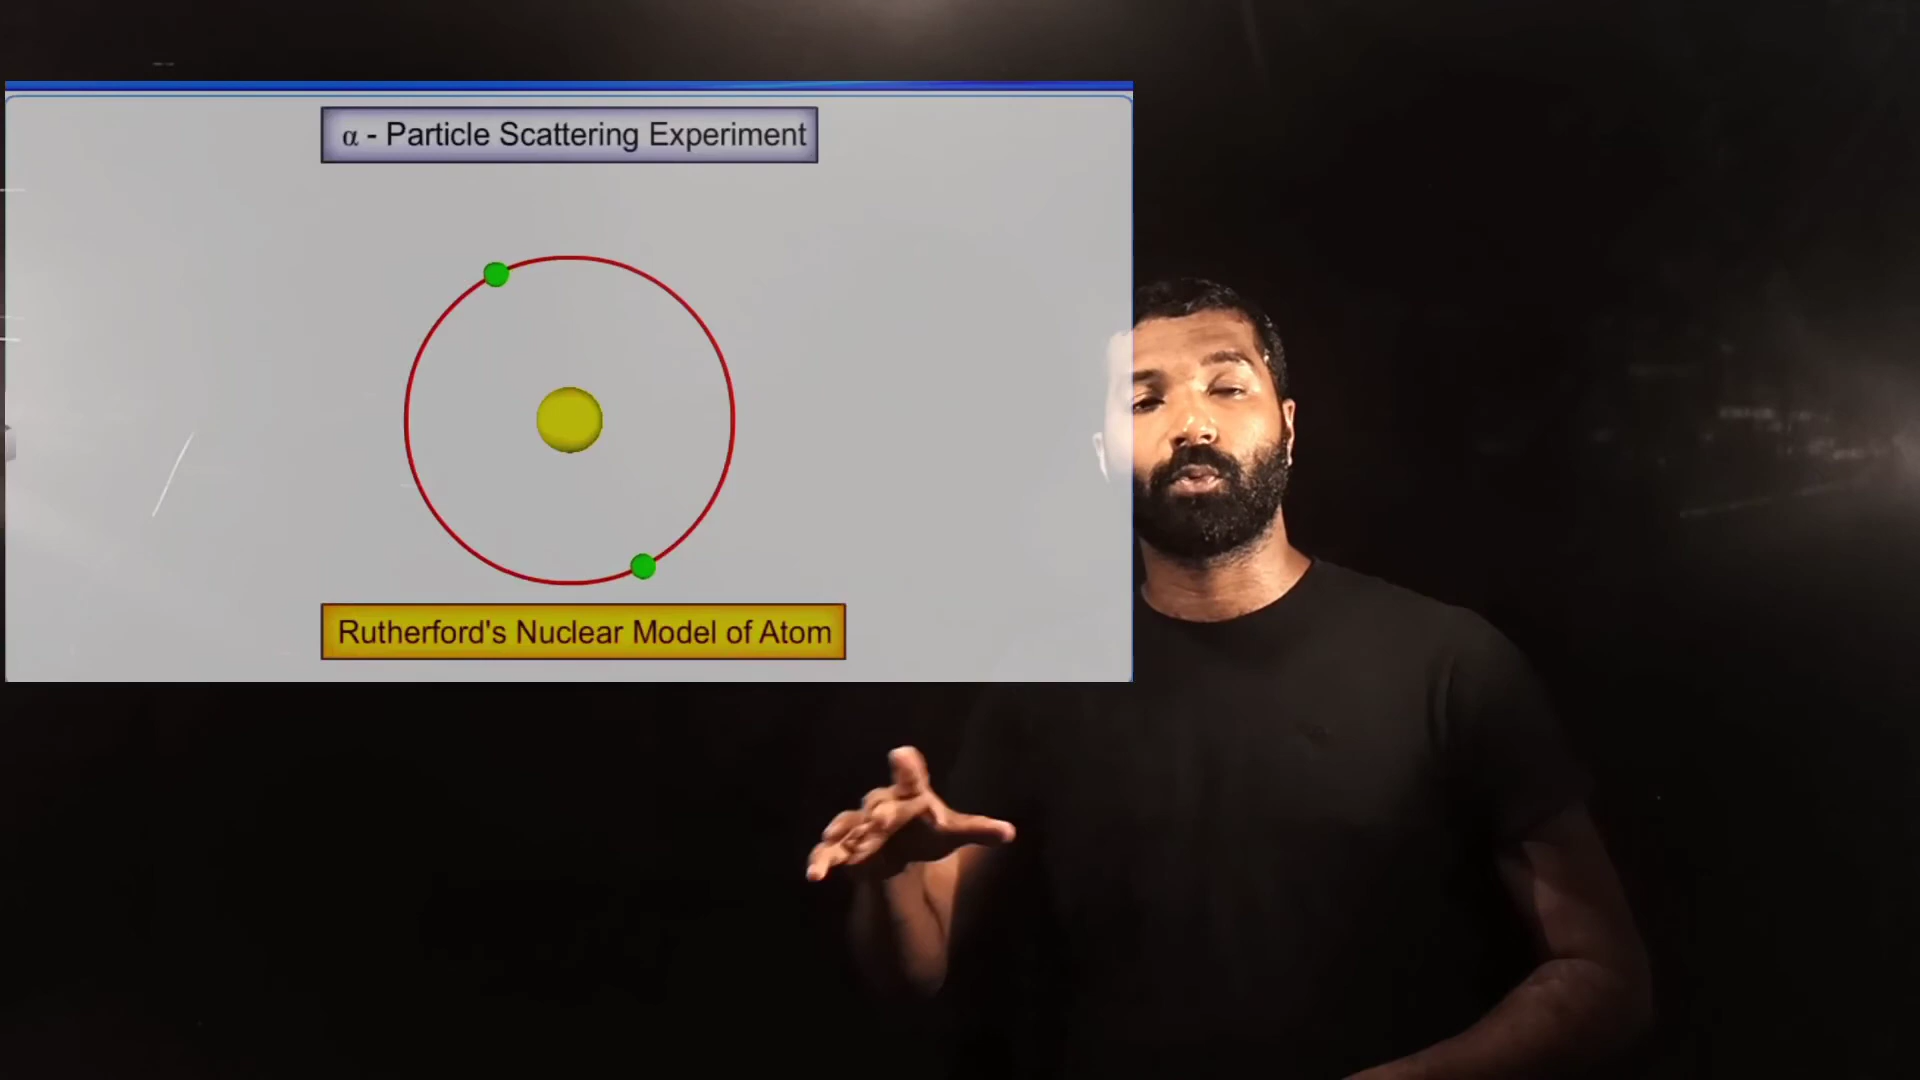 α - Particle Scattering Experiment
Rutherford's Nuclear Model of Atom